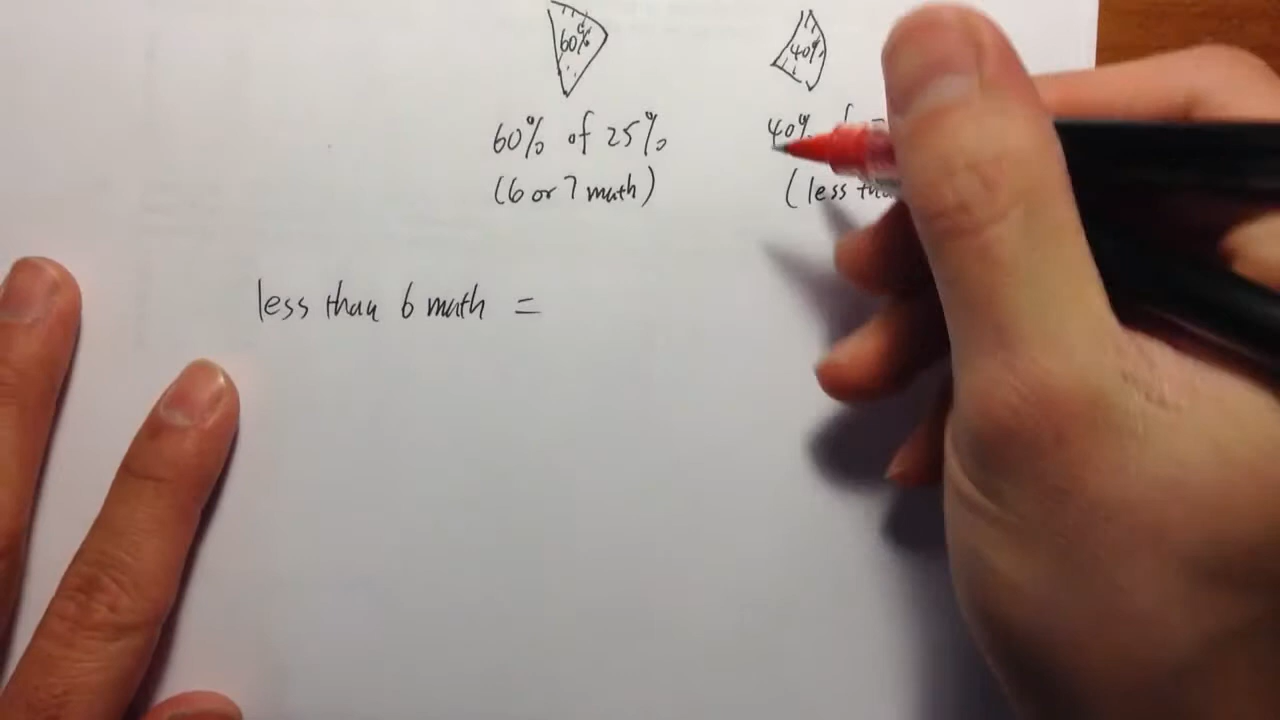 60% 40%
60% of 25% 40%
(6 or 7 math) (less
less than 6 math =